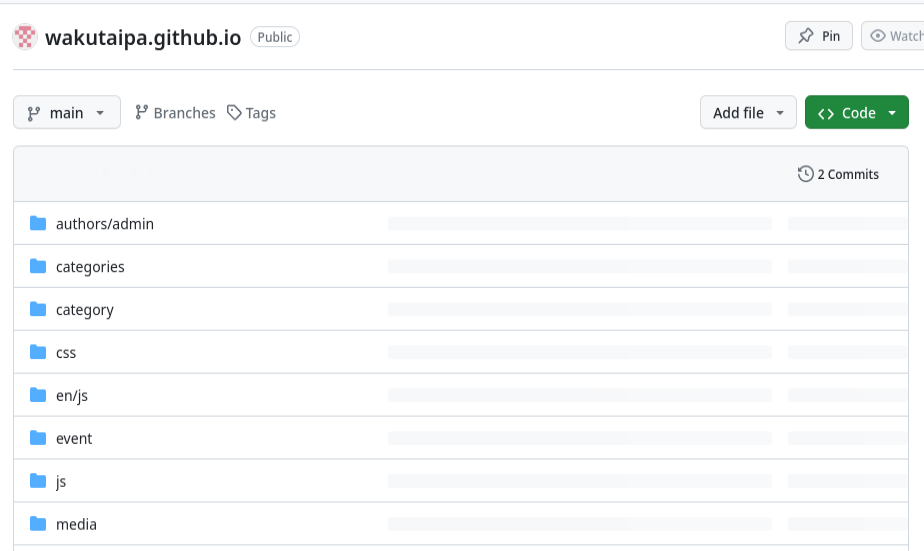 wakutaipa.github.io Public Pin Watch
main Branches Tags Add file Code
2 Commits
authors/admin
categories
category
css
en/js
event
js
media